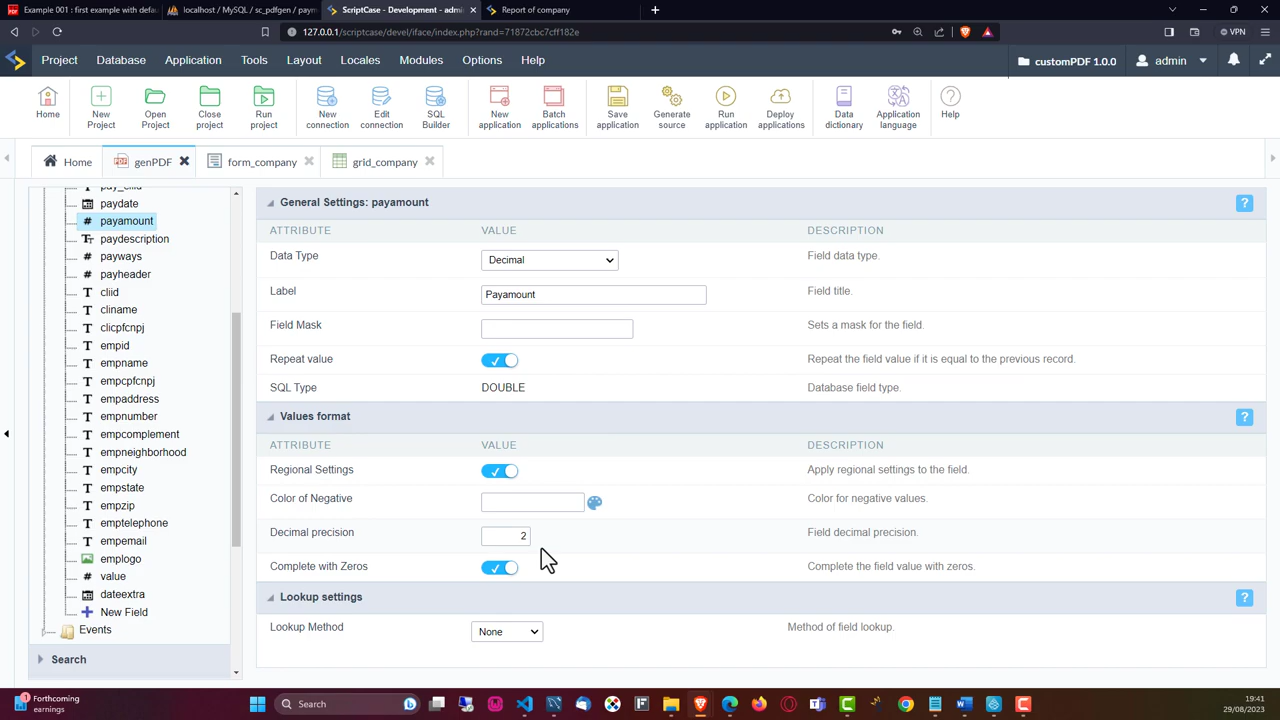 Example 001 : first example with defau
localhost / MySQL / sc_pdfgen / paym
ScriptCase - Development - admi
Report of company
127.0.0.1/scriptcase/devel/iface/index.php?rand=71872cbc7cff182e
VPN
Project Database Application Tools Layout Locales Modules Options Help
customPDF 1.0.0
admin
Home
New Project
Open Project
Close project
Run project
New connection
Edit connection
SQL Builder
New application
Batch applications
Save application
Generate source
Run application
Deploy applications
Data dictionary
Application language
Help
Home genPDF form_company grid_company
paydate
payamount
paydescription
payways
payheader
cliid
cliname
clicpfcnpj
empid
empname
empcpfcnpj
empaddress
empnumber
empcomplement
empneighborhood
empcity
empstate
empzip
emptelephone
empemail
emplogo
value
dateextra
New Field
Events
Search
General Settings: payamount ?
ATTRIBUTE VALUE DESCRIPTION
Data Type Decimal Field data type.
Label Payamount Field title.
Field Mask Sets a mask for the field.
Repeat value Repeat the field value if it is equal to the previous record.
SQL Type DOUBLE Database field type.
Values format ?
ATTRIBUTE VALUE DESCRIPTION
Regional Settings Apply regional settings to the field.
Color of Negative Color for negative values.
Decimal precision 2 Field decimal precision.
Complete with Zeros Complete the field value with zeros.
Lookup settings ?
Lookup Method None Method of field lookup.
Forthcoming
earnings
Search
19:41
29/08/2023